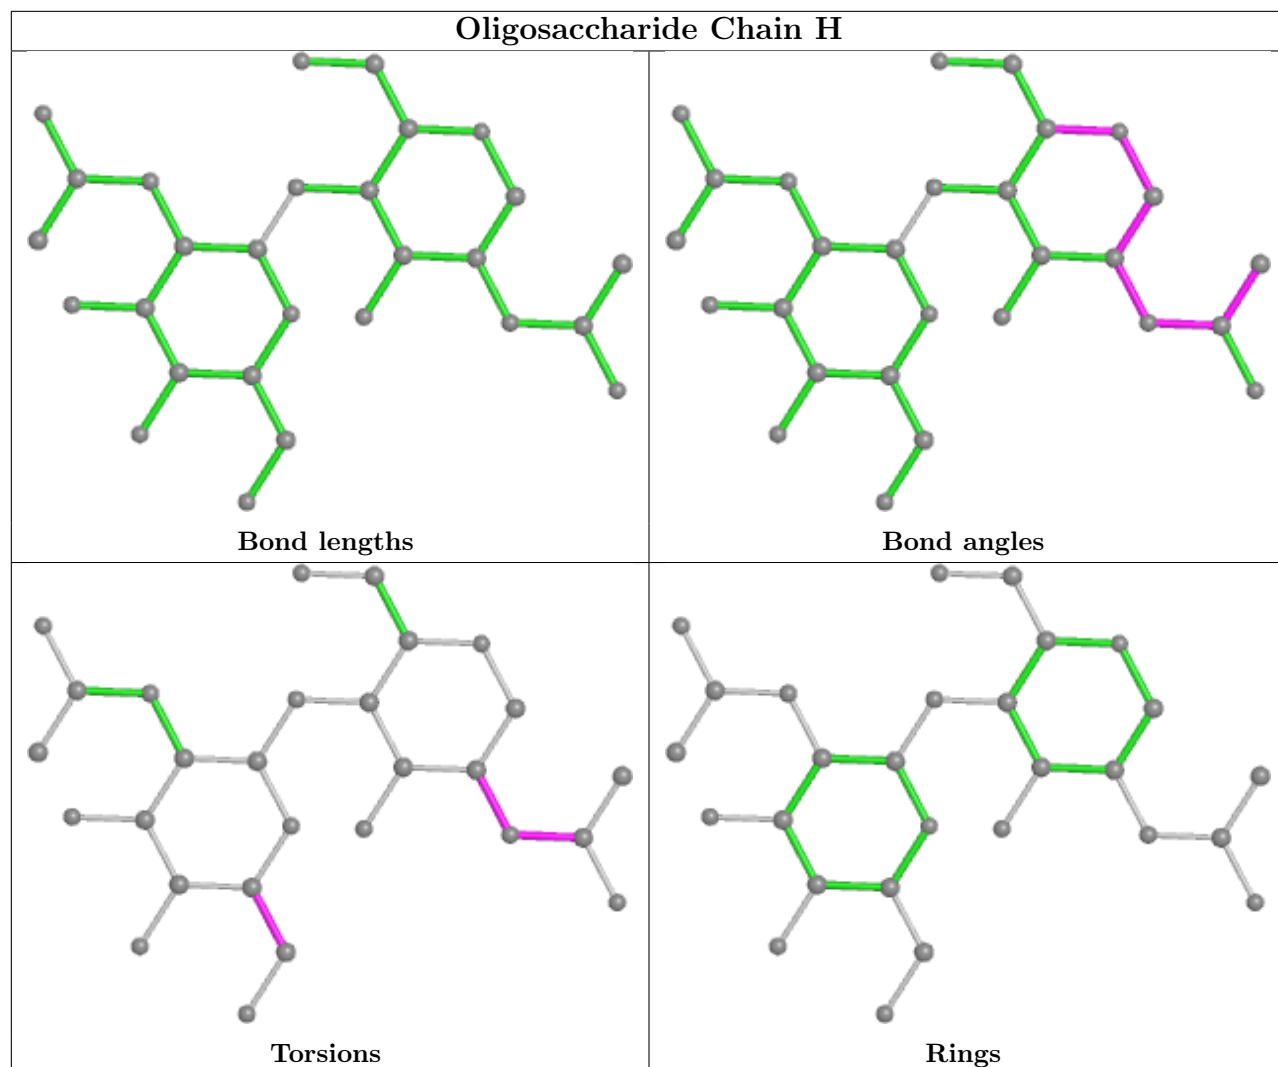 Oligosaccharide Chain H
Bond lengths
Bond angles
Torsions
Rings